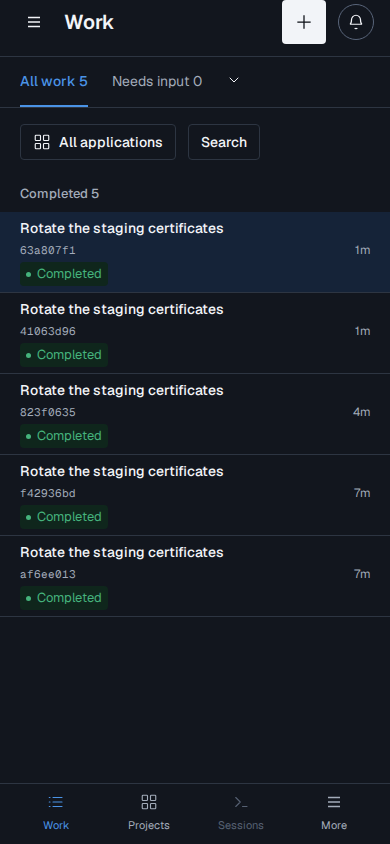 Work
All work 5
Needs input 0
All applications
Search
Completed 5
Rotate the staging certificates
63a807f1
1m
Completed
Rotate the staging certificates
41063d96
1m
Completed
Rotate the staging certificates
823f0635
4m
Completed
Rotate the staging certificates
f42936bd
7m
Completed
Rotate the staging certificates
af6ee013
7m
Completed
Work
Projects
Sessions
More